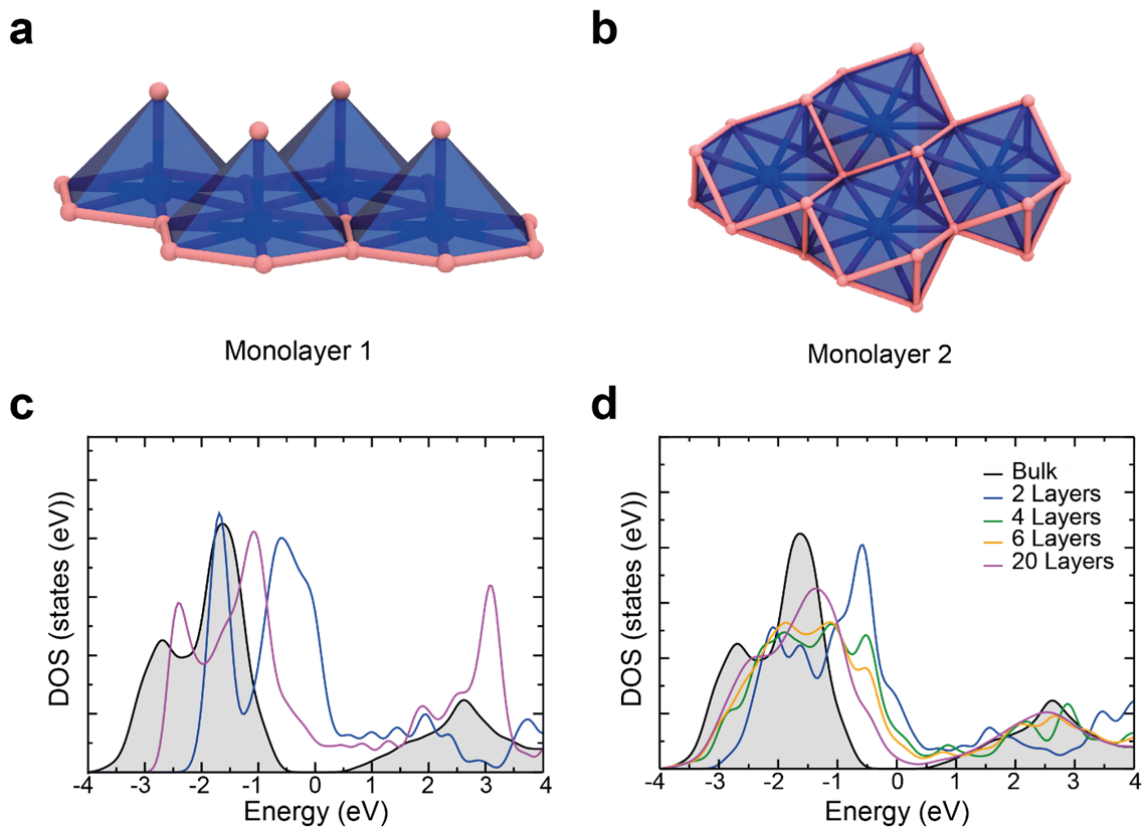 a
b
Monolayer 1
Monolayer 2
c
d
DOS (states (eV))
-4 -3 -2 -1 0 1 2 3 4
Energy (eV)
DOS (states (eV))
Bulk
2 Layers
4 Layers
6 Layers
20 Layers
-4 -3 -2 -1 0 1 2 3 4
Energy (eV)